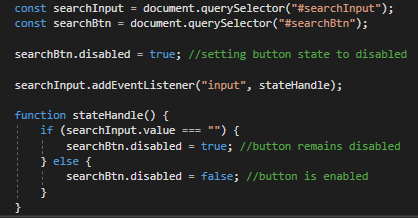 const searchInput = document.querySelector("#searchInput");
const searchBtn = document.querySelector("#searchBtn");
searchBtn.disabled = true; //setting button state to disabled
searchInput.addEventListener("input", stateHandle);
function stateHandle() {
    if (searchInput.value === "") {
        searchBtn.disabled = true; //button remains disabled
    } else {
        searchBtn.disabled = false; //button is enabled
    }
}